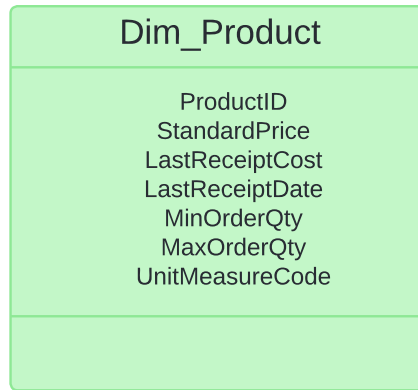 Dim_Product
ProductID
StandardPrice
LastReceiptCost
LastReceiptDate
MinOrderQty
MaxOrderQty
UnitMeasureCode